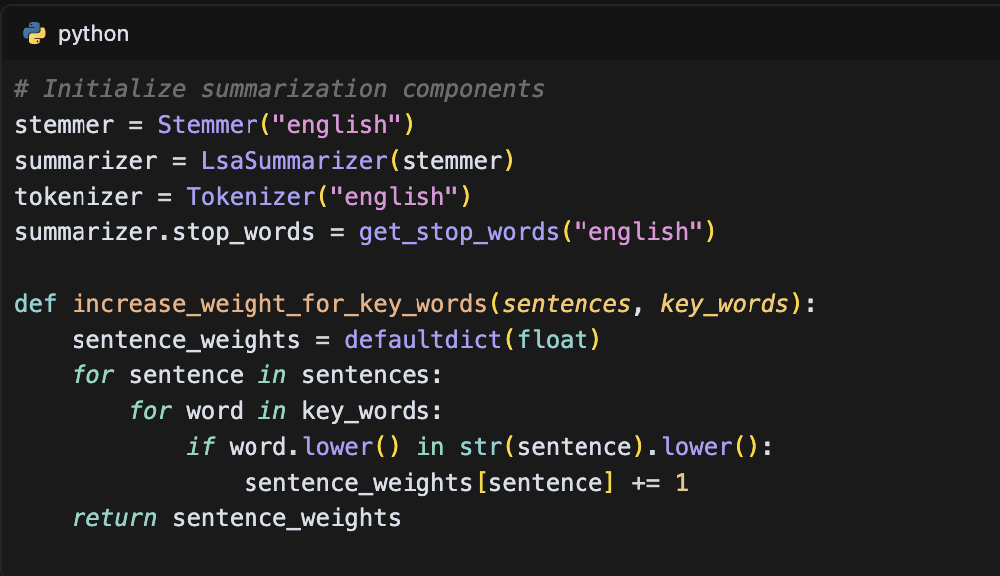 python
# Initialize summarization components
stemmer = Stemmer("english")
summarizer = LsaSummarizer(stemmer)
tokenizer = Tokenizer("english")
summarizer.stop_words = get_stop_words("english")

def increase_weight_for_key_words(sentences, key_words):
    sentence_weights = defaultdict(float)
    for sentence in sentences:
        for word in key_words:
            if word.lower() in str(sentence).lower():
                sentence_weights[sentence] += 1
    return sentence_weights